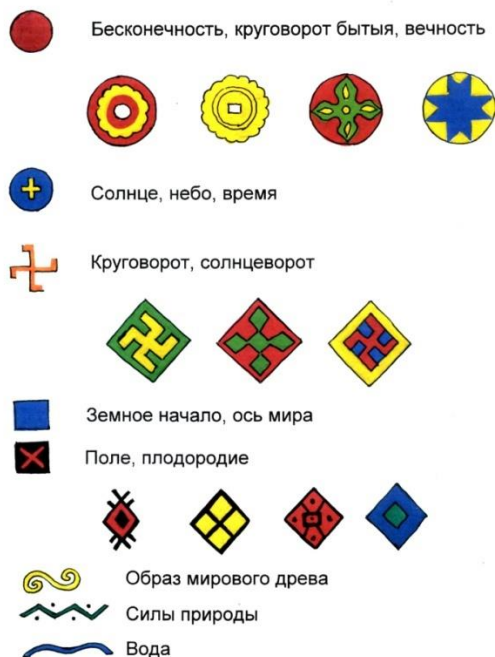 Бесконечность, круговорот бытыя, вечность
Солнце, небо, время
Круговорот, солнцеворот
Земное начало, ось мира
Поле, плодородие
Образ мирового древа
Силы природы
Вода